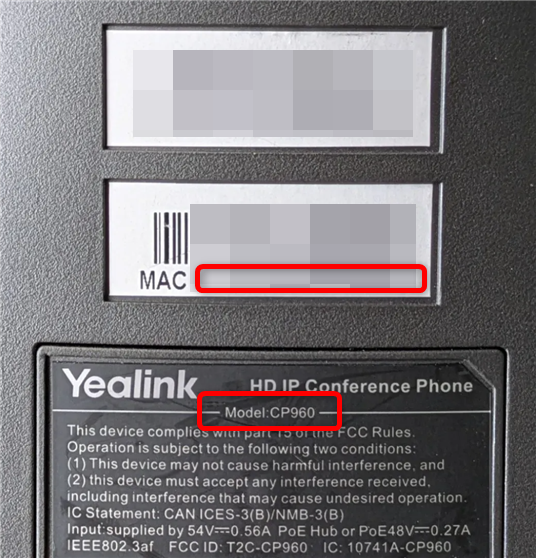 MAC
Yealink HD IP Conference Phone
Model:CP960
This device complies with part 15 of the FCC Rules.
Operation is subject to the following two conditions:
(1) This device may not cause harmful interference, and
(2) this device must accept any interference received,
including interference that may cause undesired operation.
IC Statement: CAN ICES-3(B)/NMB-3(B)
Input:supplied by 54V⎓0.56A PoE Hub or PoE48V⎓0.27A
IEEE802.3af FCC ID: T2C-CP960 IC: 10741A-CP960